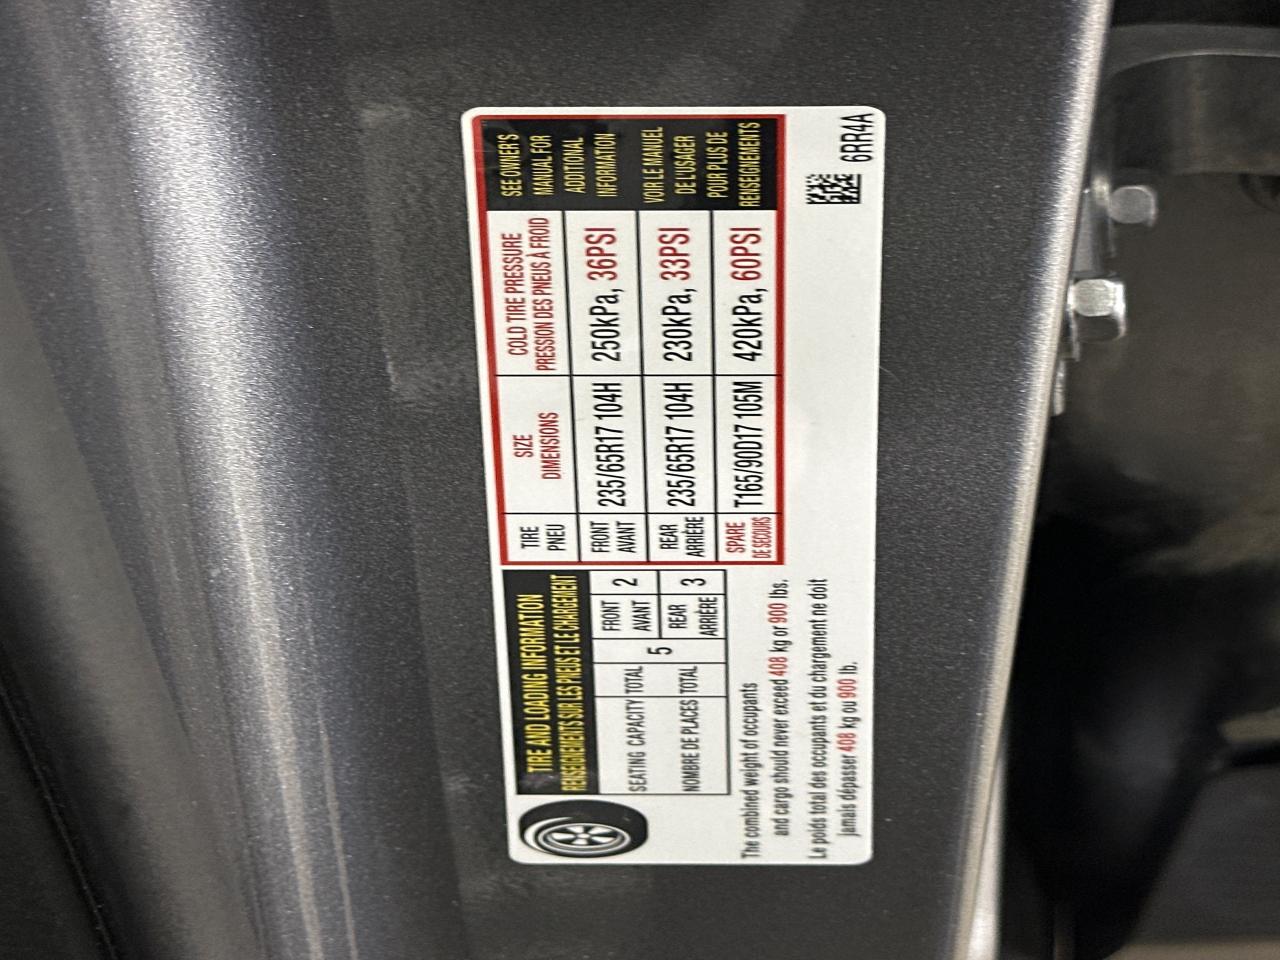 TIRE AND LOADING INFORMATION
RENSEIGNEMENTS SUR LES PNEUS ET LE CHARGEMENT
SEATING CAPACITY
NOMBRE DE PLACES
TOTAL
TOTAL
5
FRONT
AVANT
2
REAR
ARRIÈRE
3
The combined weight of occupants
and cargo should never exceed 408 kg or 900 lbs.
Le poids total des occupants et du chargement ne doit
jamais dépasser 408 kg ou 900 lb.
TIRE
PNEU
SIZE
DIMENSIONS
COLD TIRE PRESSURE
PRESSION DES PNEUS À FROID
FRONT
AVANT
235/65R17 104H
250kPa, 36PSI
REAR
ARRIÈRE
235/65R17 104H
230kPa, 33PSI
SPARE
DE SECOURS
T165/90D17 105M
420kPa, 60PSI
SEE OWNER'S
MANUAL FOR
ADDITIONAL
INFORMATION
VOIR LE MANUEL
DE L'USAGER
POUR PLUS DE
RENSEIGNEMENTS
6RR4A